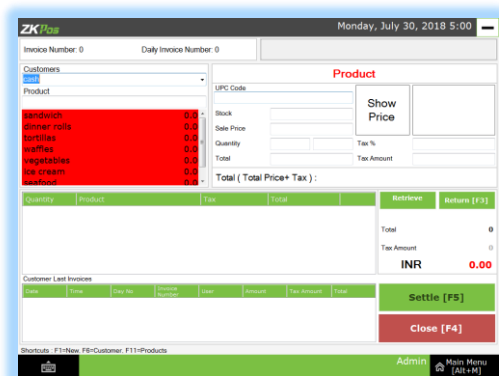 ZKPos
Monday, July 30, 2018 5:00
Invoice Number: 0
Daily Invoice Number: 0
Customers
cash
Product
sandwich 0.0
dinner rolls 0.0
tortillas 0.0
waffles 0.0
vegetables 0.0
ice cream 0.0
seafood 0.0
Product
UPC Code
Show Price
Stock
Sale Price
Quantity
Tax %
Total
Tax Amount
Total ( Total Price+ Tax ) :
Quantity Product Tax Total
Retrieve
Return [F3]
Total 0
Tax Amount 0
INR 0.00
Customer Last Invoices
Date Time Day No Invoice Number User Amount Tax Amount Total
Settle [F5]
Close [F4]
Shortcuts : F1=New, F6=Customer, F11=Products
Admin
Main Menu
[Alt+M]